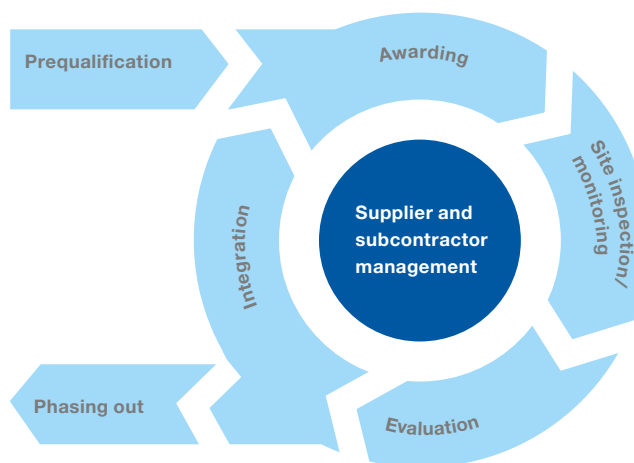 Prequalification
Awarding
Site inspection/
monitoring
Supplier and
subcontractor
management
Integration
Phasing out
Evaluation